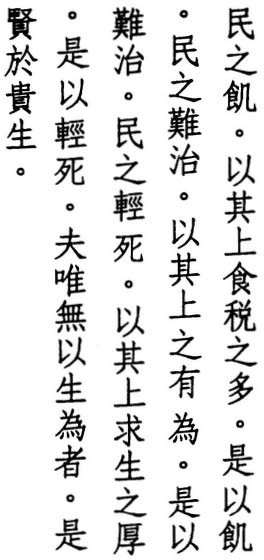 民之飢。以其上食税之多。是以飢
。民之難治。以其上之有為。是以
難治。民之輕死。以其上求生之厚
。是以輕死。夫唯無以生為者。是
賢於貴生。